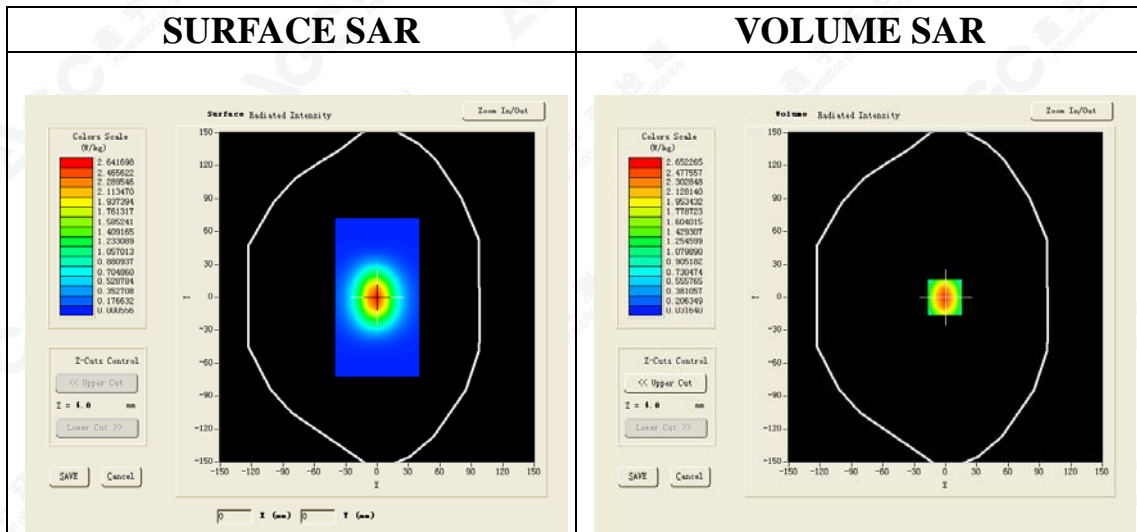 SURFACE SAR
VOLUME SAR
Surface Radiated Intensity
Zoom In/Out
Colors Scale
(W/kg)
2.641698
2.465622
2.289546
2.113470
1.937394
1.761317
1.585241
1.409165
1.233089
1.057013
0.880937
0.704860
0.528784
0.352708
0.176632
0.000556
150
120
90
60
30
0
-30
-60
-90
-120
-150
Y
-150 -120 -90 -60 -30 0 30 60 90 120 150
X
Z-Cuts Control
<< Upper Cut
Z = 4.0 mm
Lower Cut >>
SAVE Cancel
0 X (mm) 0 Y (mm)
Volume Radiated Intensity
Zoom In/Out
Colors Scale
(W/kg)
2.652265
2.477557
2.302848
2.128140
1.953432
1.778723
1.604015
1.429307
1.254599
1.079890
0.905182
0.730474
0.555765
0.381057
0.206349
0.031640
150
120
90
60
30
0
-30
-60
-90
-120
-150
Y
-150 -120 -90 -60 -30 0 30 60 90 120 150
X
Z-Cuts Control
<< Upper Cut
Z = 4.0 mm
Lower Cut >>
SAVE Cancel